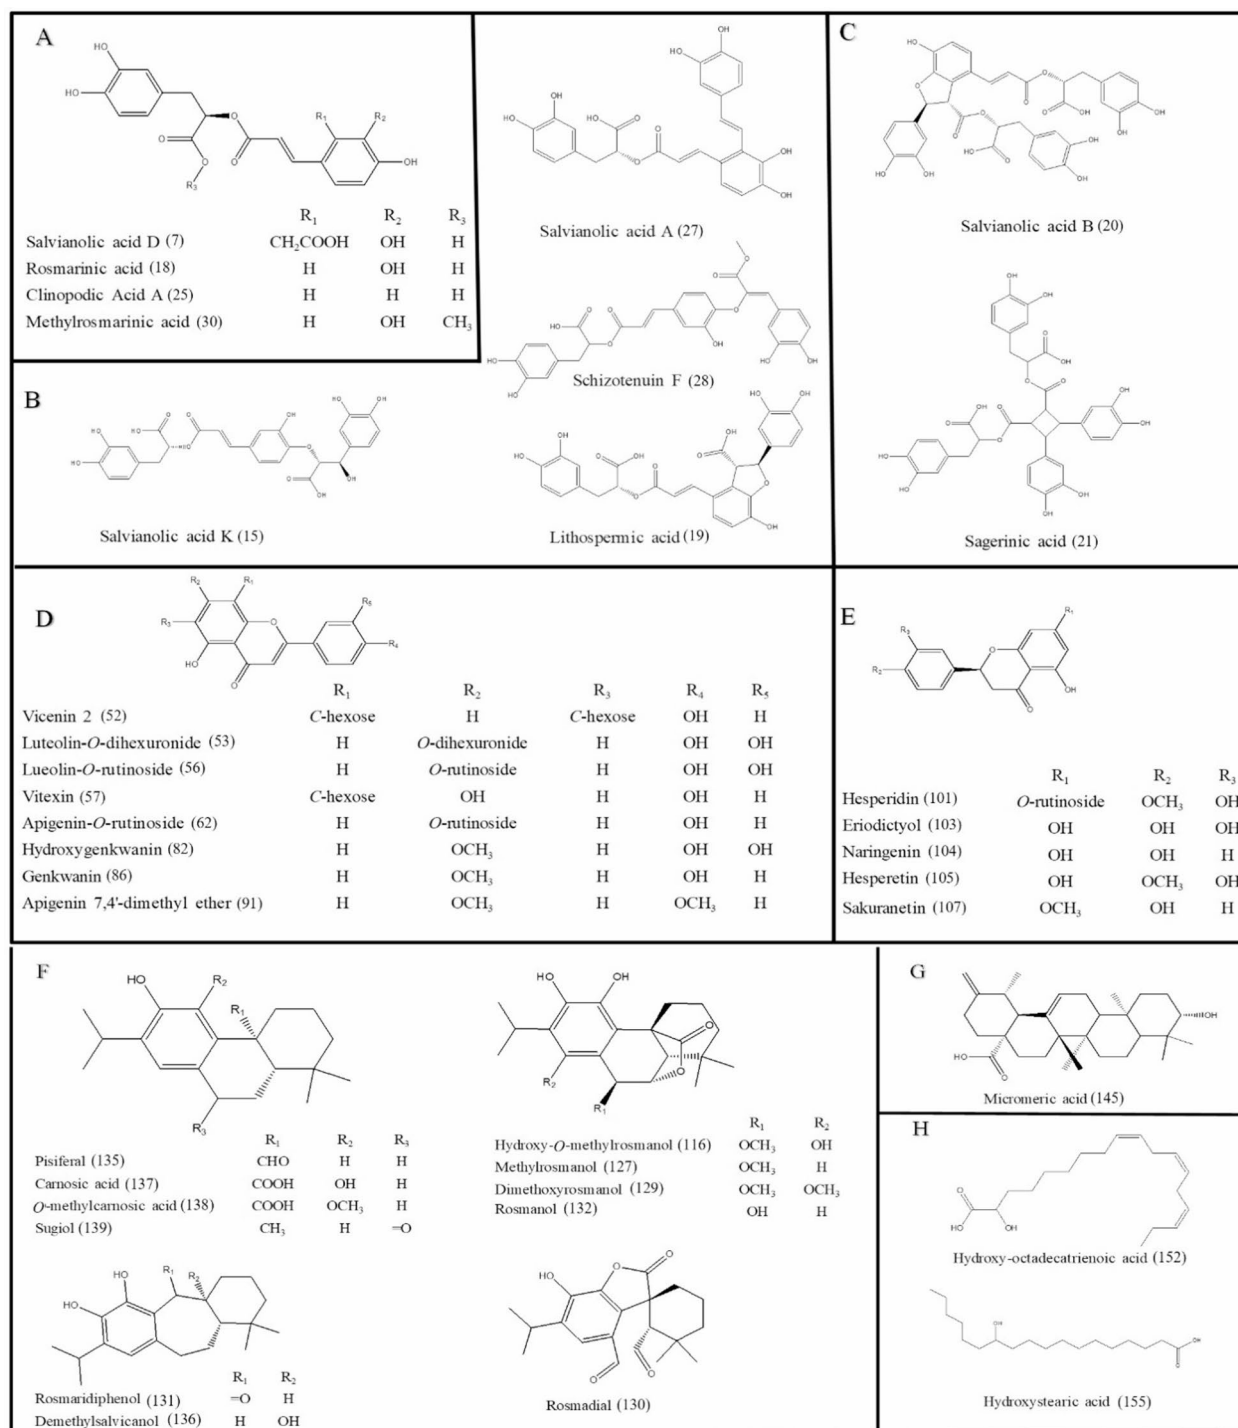 A
R₁ R₂ R₃
Salvianolic acid D (7) CH₂COOH OH H
Rosmarinic acid (18) H OH H
Clinopodic Acid A (25) H H H
Methylrosmarinic acid (30) H OH CH₃
B
Salvianolic acid K (15)
Salvianolic acid A (27)
Schizotenuin F (28)
Lithospermic acid (19)
C
Salvianolic acid B (20)
Sagerinic acid (21)
D
R₁ R₂ R₃ R₄ R₅
Vicenin 2 (52) C-hexose H C-hexose OH H
Luteolin-O-dihexuronide (53) H O-dihexuronide H OH OH
Lueolin-O-rutinoside (56) H O-rutinoside H OH OH
Vitexin (57) C-hexose OH H OH H
Apigenin-O-rutinoside (62) H O-rutinoside H OH H
Hydroxygenkwanin (82) H OCH₃ H OH OH
Genkwanin (86) H OCH₃ H OH H
Apigenin 7,4'-dimethyl ether (91) H OCH₃ H OCH₃ H
E
R₁ R₂ R₃
Hesperidin (101) O-rutinoside OCH₃ OH
Eriodictyol (103) OH OH OH
Naringenin (104) OH OH H
Hesperetin (105) OH OCH₃ OH
Sakuranetin (107) OCH₃ OH H
F
R₁ R₂ R₃
Pisiferal (135) CHO H H
Carnosic acid (137) COOH OH H
O-methylcarnosic acid (138) COOH OCH₃ H
Sugiol (139) CH₃ H =O
R₁ R₂
Hydroxy-O-methylrosmanol (116) OCH₃ OH
Methylrosmanol (127) OCH₃ H
Dimethoxyrosmanol (129) OCH₃ OCH₃
Rosmanol (132) OH H
R₁ R₂
Rosmaridiphenol (131) =O H
Demethylsalvicanol (136) H OH
Rosmadial (130)
G
Micromeric acid (145)
H
Hydroxy-octadecatrienoic acid (152)
Hydroxystearic acid (155)